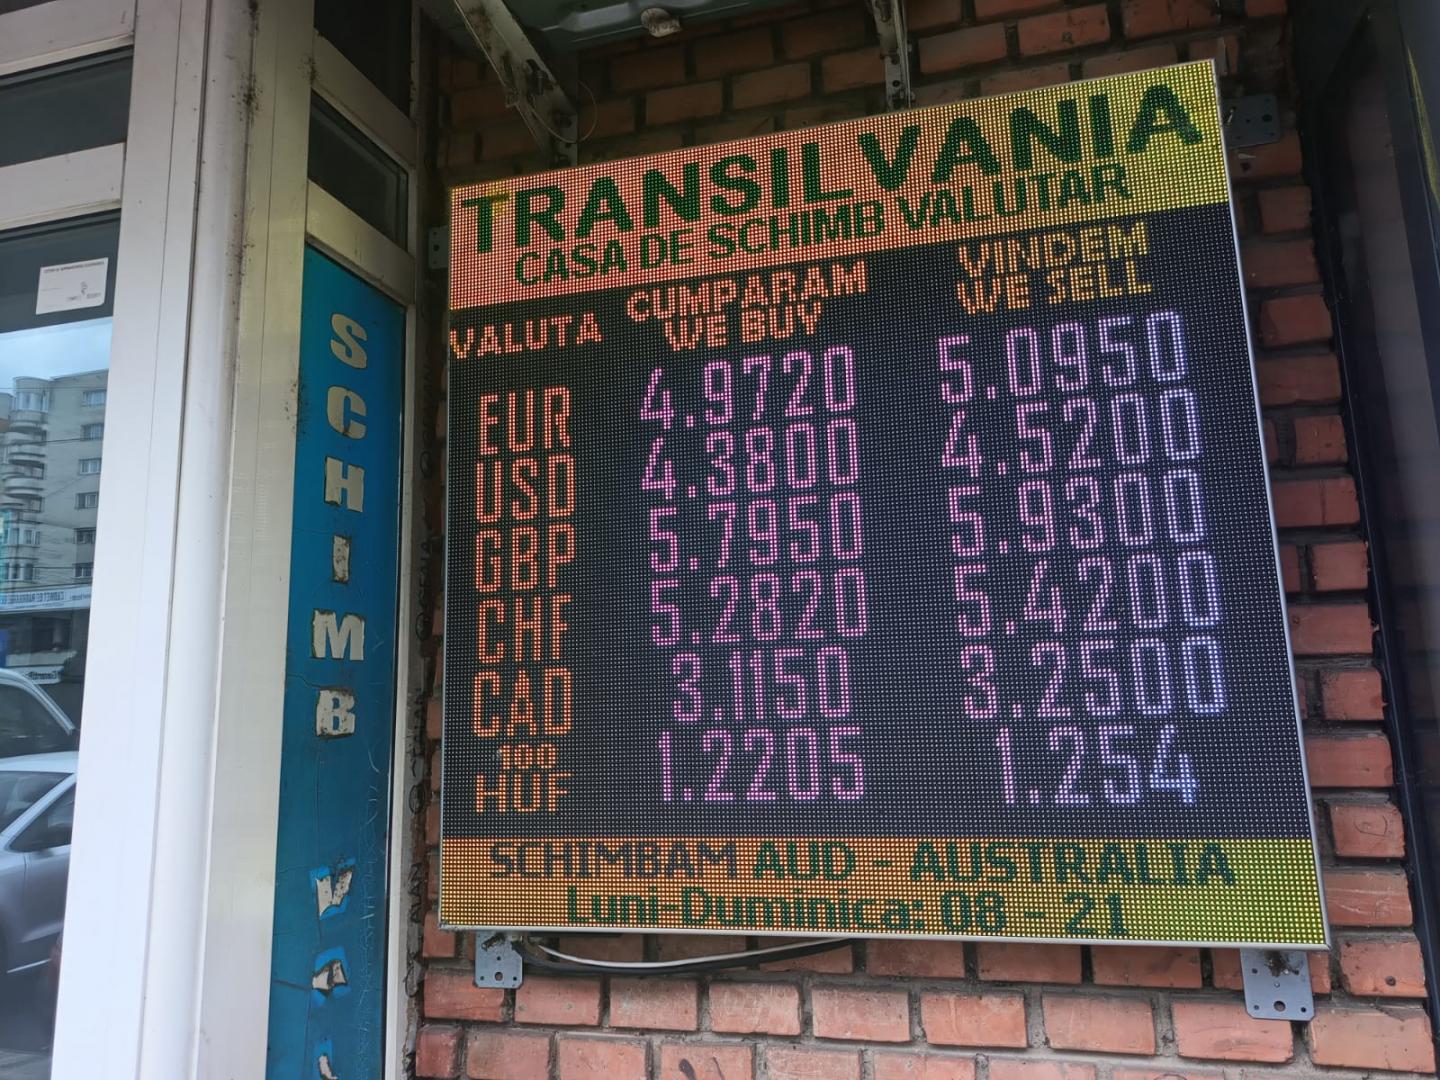 TRANSILVANIA
CASA DE SCHIMB VALUTAR
VALUTA CUMPARAM VINDEM
WE BUY WE SELL
EUR 4.9720 5.0950
USD 4.3800 4.5200
GBP 5.7950 5.9300
CHF 5.2820 5.4200
CAD 3.1150 3.2500
100 HUF 1.2205 1.254
SCHIMBAM AUD - AUSTRALIA
Luni-Duminica: 08 - 21
SCHIMB